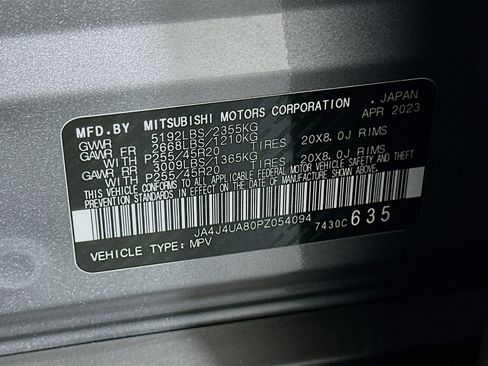 MFD.BY MITSUBISHI MOTORS CORPORATION , JAPAN
GVWR 5192LBS/2355KG APR 2023
GAWR FR 2668LBS/1210KG
WITH P255/45R20 TIRES 20X8.0J RIMS
GAWR RR 3009LBS/1365KG
WITH P255/45R20 TIRES 20X8.0J RIMS
THIS VEHICLE CONFORMS TO ALL APPLICABLE FEDERAL MOTOR VEHICLE SAFETY AND THEFT
PREVENTION STANDARDS IN EFFECT ON THE DATE OF MANUFACTURE SHOWN ABOVE.
JA4J4UA80PZ054094 7430C 635
VEHICLE TYPE: MPV